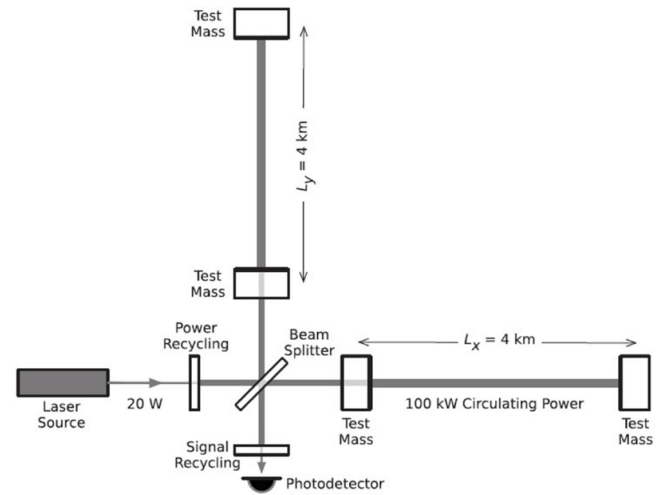 Test
Mass
Ly = 4 km
Test
Mass
Power
Recycling
Beam
Splitter
Lx = 4 km
20 W
100 kW Circulating Power
Laser
Source
Test
Mass
Test
Mass
Signal
Recycling
Photodetector